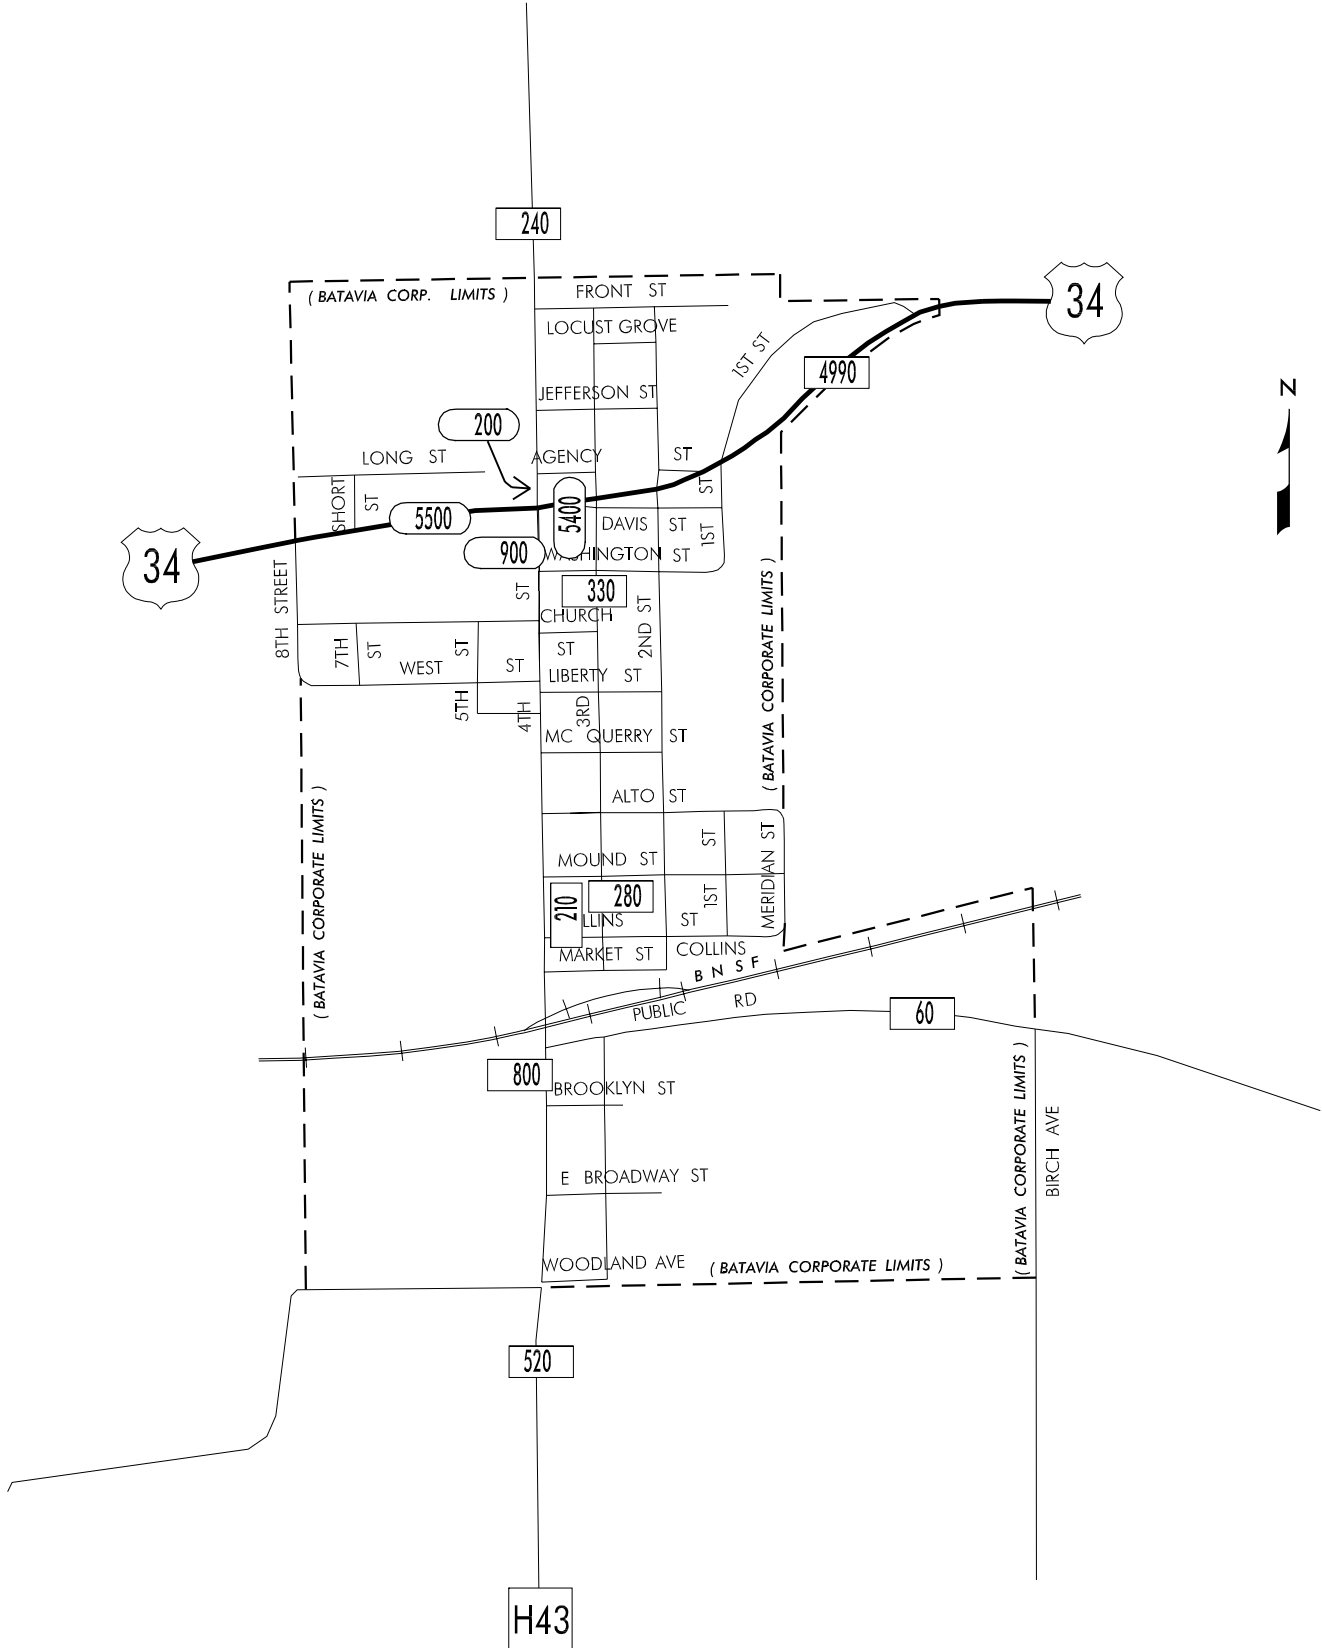 240
( BATAVIA CORP. LIMITS )
FRONT ST
34
LOCUST GROVE
1ST ST
4990
N
JEFFERSON ST
200
LONG ST
AGENCY ST
SHORT ST
5500
5400
1ST ST
DAVIS ST
34
900
WASHINGTON ST
8TH STREET
330
4TH ST
CHURCH ST
2ND ST
7TH ST
WEST ST
5TH ST
LIBERTY ST
3RD
( BATAVIA CORPORATE LIMITS )
MC QUERRY ST
ALTO ST
( BATAVIA CORPORATE LIMITS )
MOUND ST
1ST ST
MERIDIAN ST
210
280
LLINS ST
MARKET ST
COLLINS
BNSF
PUBLIC RD
60
800
BROOKLYN ST
( BATAVIA CORPORATE LIMITS )
BIRCH AVE
E BROADWAY ST
WOODLAND AVE
( BATAVIA CORPORATE LIMITS )
520
H43